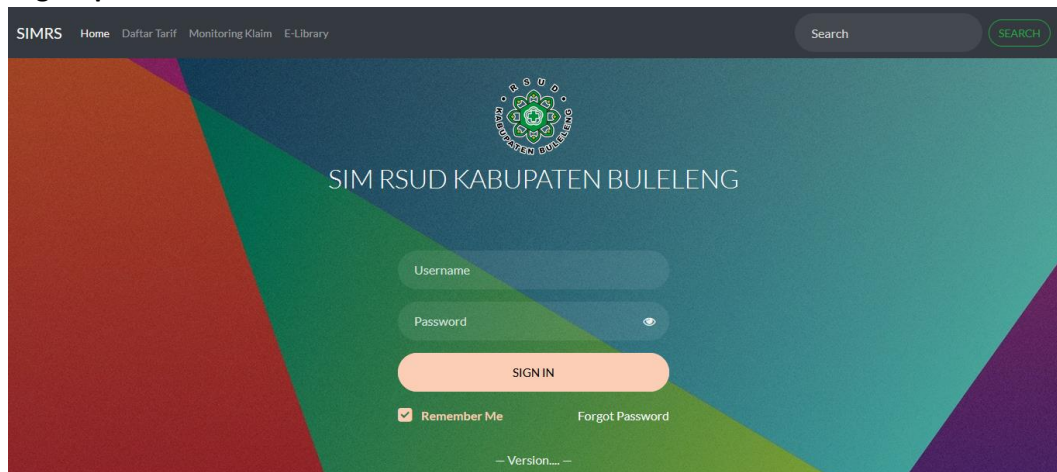 SIMRS Home Daftar Tarif Monitoring Klaim E-Library Search SEARCH
RSUD
KABUPATEN BULELENG
SIM RSUD KABUPATEN BULELENG
Username
Password
SIGN IN
Remember Me Forgot Password
— Version.... —